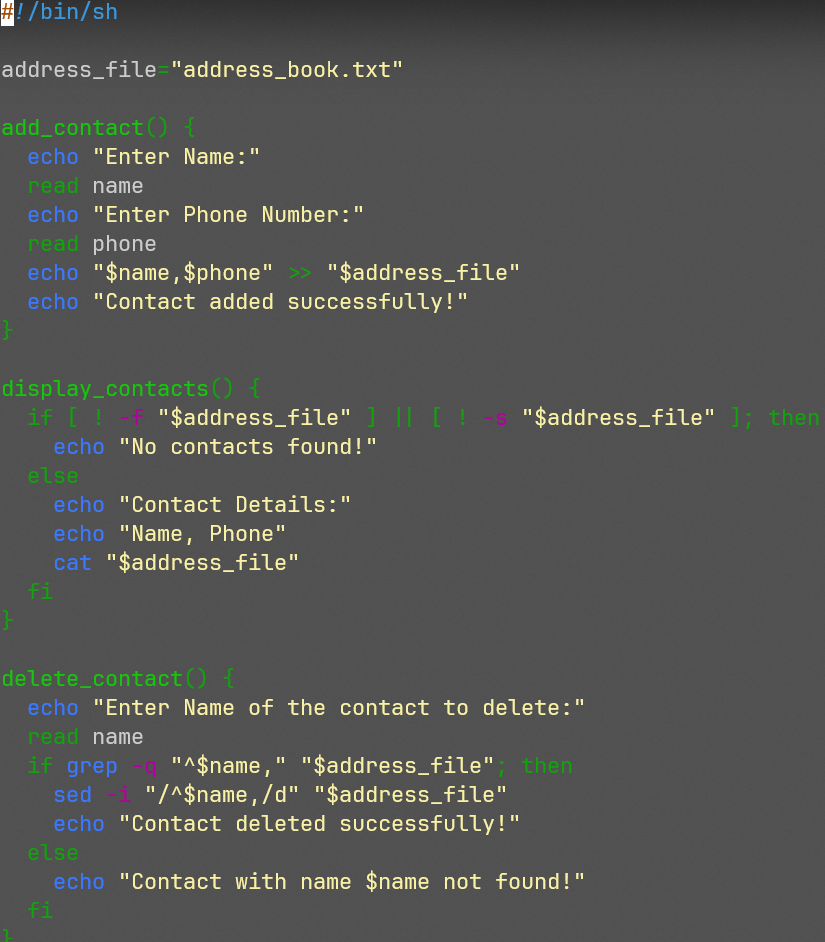 #!/bin/sh

address_file="address_book.txt"

add_contact() {
  echo "Enter Name:"
  read name
  echo "Enter Phone Number:"
  read phone
  echo "$name,$phone" >> "$address_file"
  echo "Contact added successfully!"
}

display_contacts() {
  if [ ! -f "$address_file" ] || [ ! -s "$address_file" ]; then
    echo "No contacts found!"
  else
    echo "Contact Details:"
    echo "Name, Phone"
    cat "$address_file"
  fi
}

delete_contact() {
  echo "Enter Name of the contact to delete:"
  read name
  if grep -q "^$name," "$address_file"; then
    sed -i "/^$name,/d" "$address_file"
    echo "Contact deleted successfully!"
  else
    echo "Contact with name $name not found!"
  fi
}